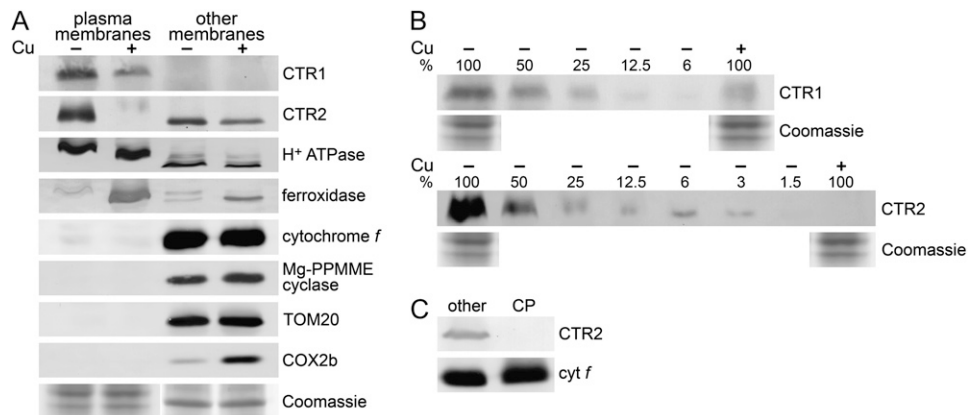 A
plasma membranes
other membranes
Cu – + – +
CTR1
CTR2
H+ ATPase
ferroxidase
cytochrome f
Mg-PPMME
cyclase
TOM20
COX2b
Coomassie
B
Cu – – – – – +
% 100 50 25 12.5 6 100
CTR1
Coomassie
Cu – – – – – – – +
% 100 50 25 12.5 6 3 1.5 100
CTR2
Coomassie
C
other CP
CTR2
cyt f